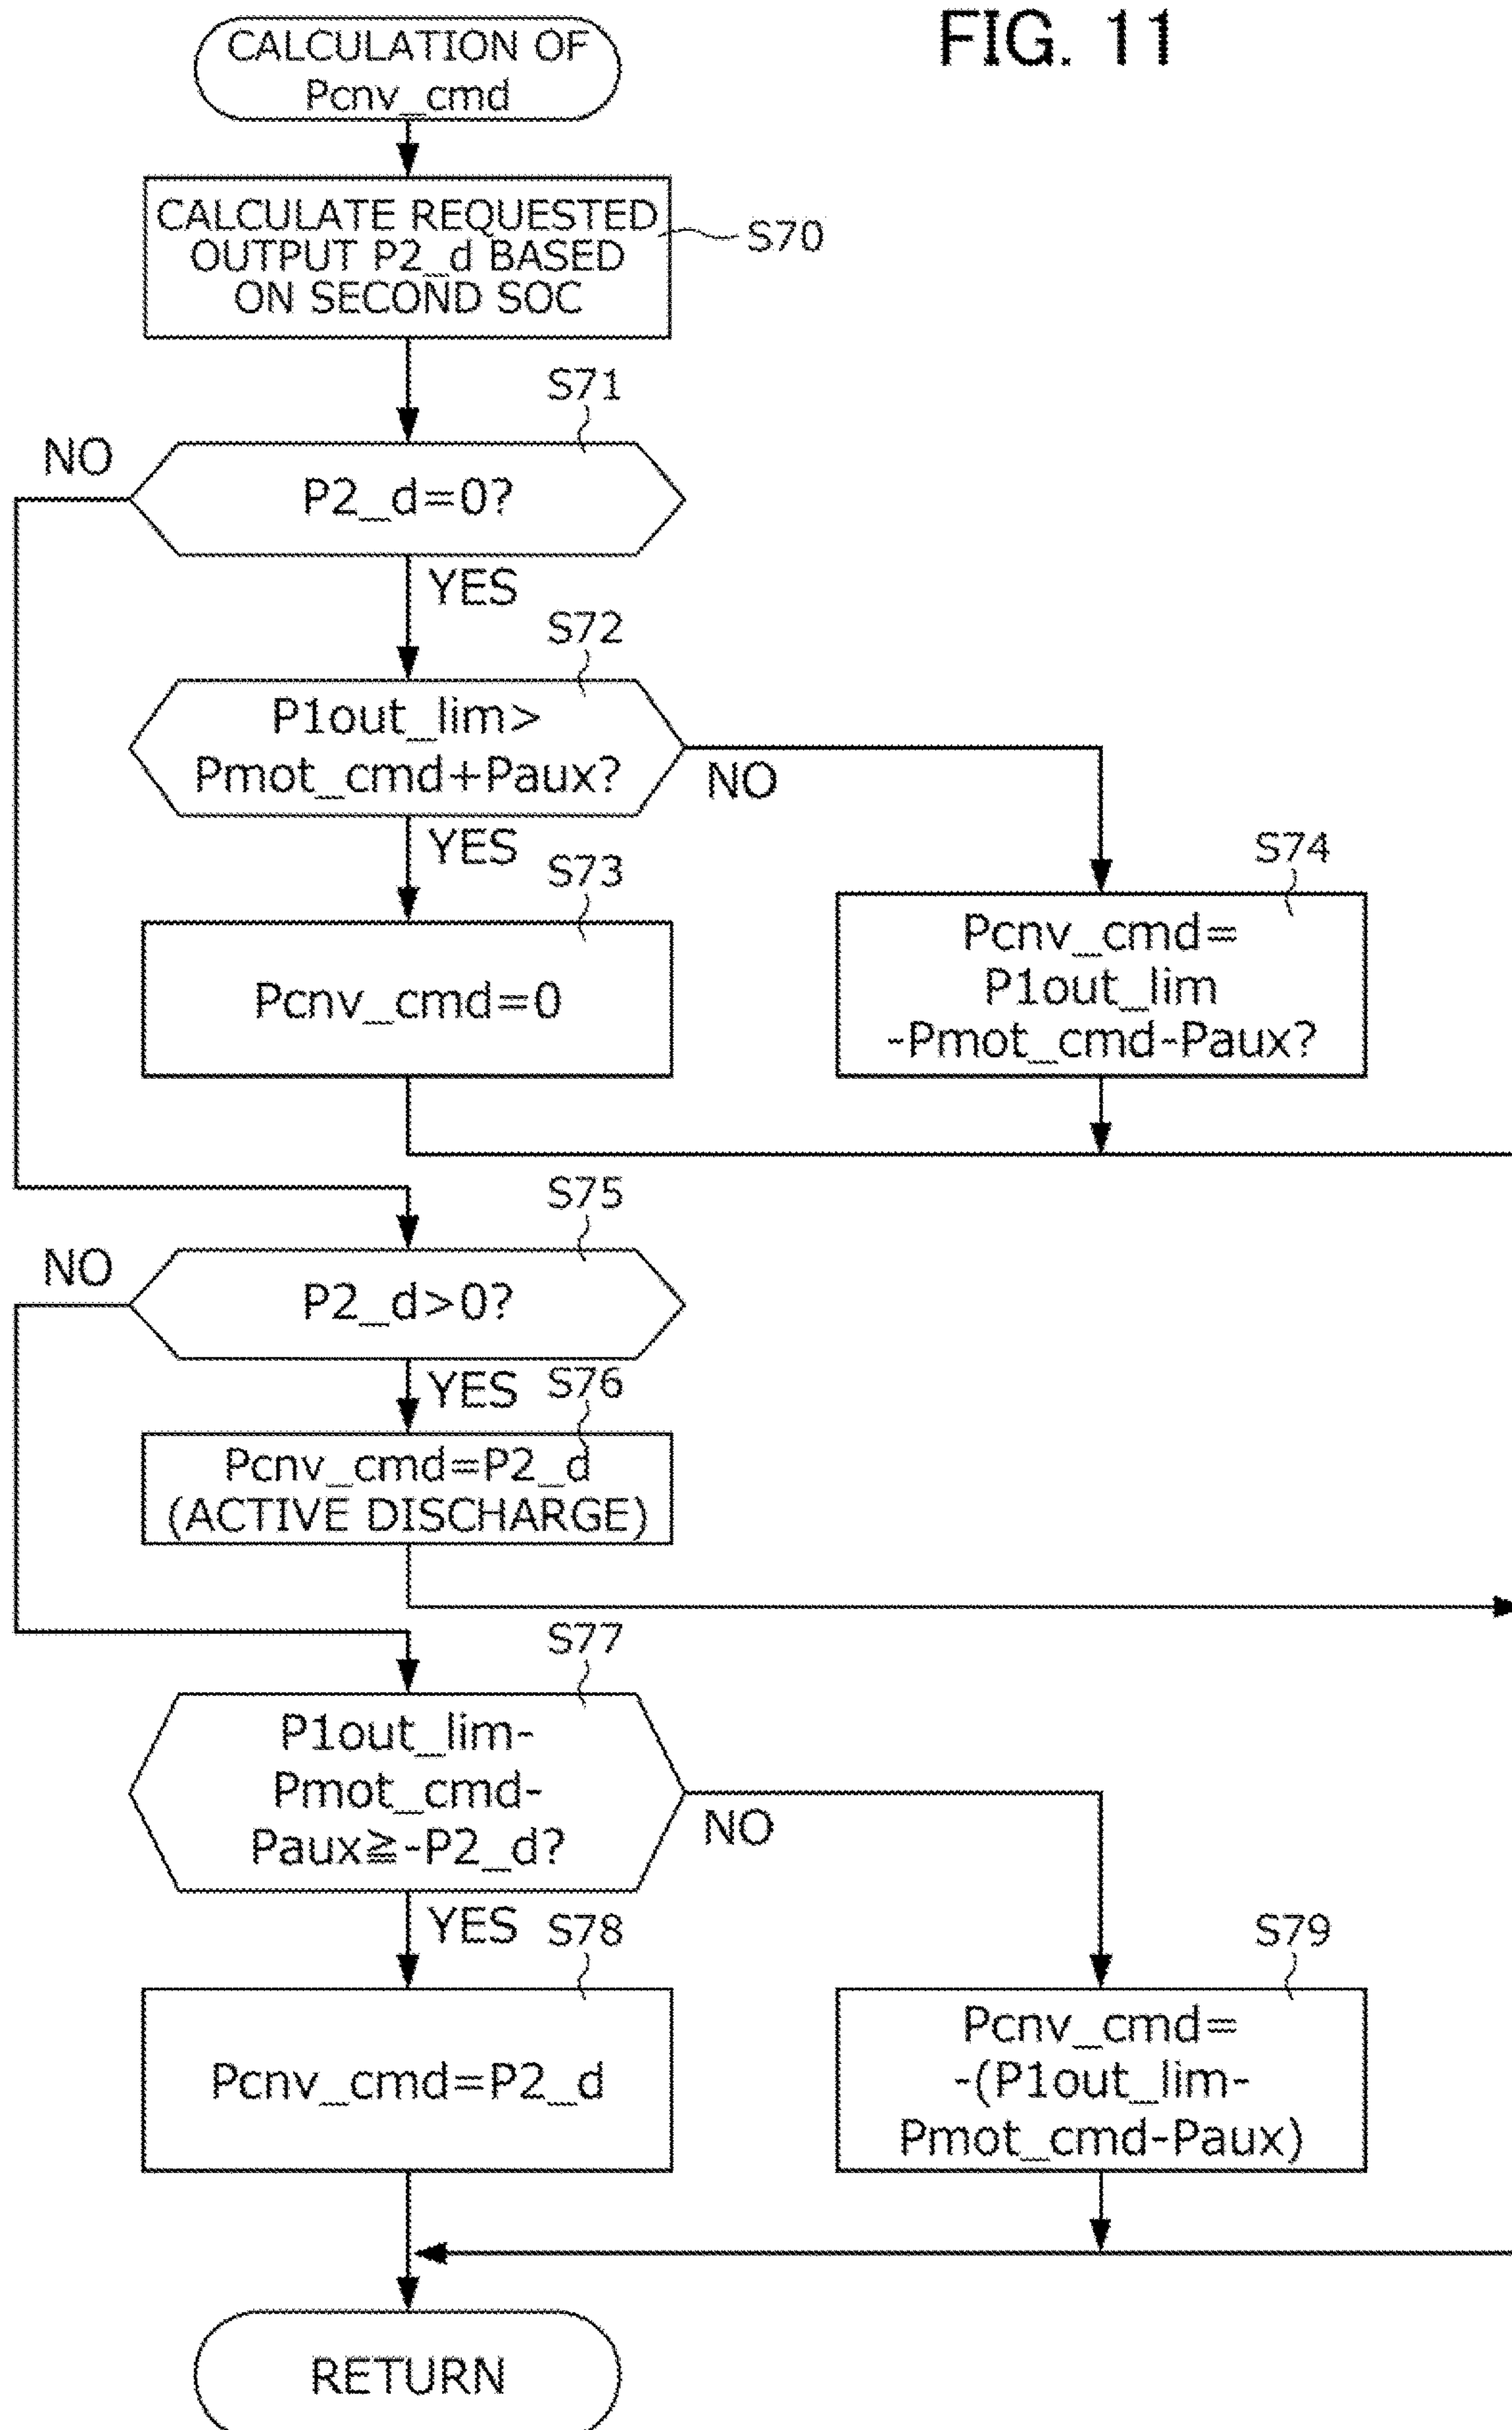 FIG. 11
CALCULATION OF
Pcnv_cmd
CALCULATE REQUESTED
OUTPUT P2_d BASED
ON SECOND SOC
S70
S71
NO
P2_d=0?
YES
S72
P1out_lim>
Pmot_cmd+Paux?
NO
YES
S73
Pcnv_cmd=0
S74
Pcnv_cmd=
P1out_lim
-Pmot_cmd-Paux?
S75
NO
P2_d>0?
YES
S76
Pcnv_cmd=P2_d
(ACTIVE DISCHARGE)
S77
P1out_lim-
Pmot_cmd-
Paux≧-P2_d?
NO
YES
S78
Pcnv_cmd=P2_d
S79
Pcnv_cmd=
-(P1out_lim-
Pmot_cmd-Paux)
RETURN